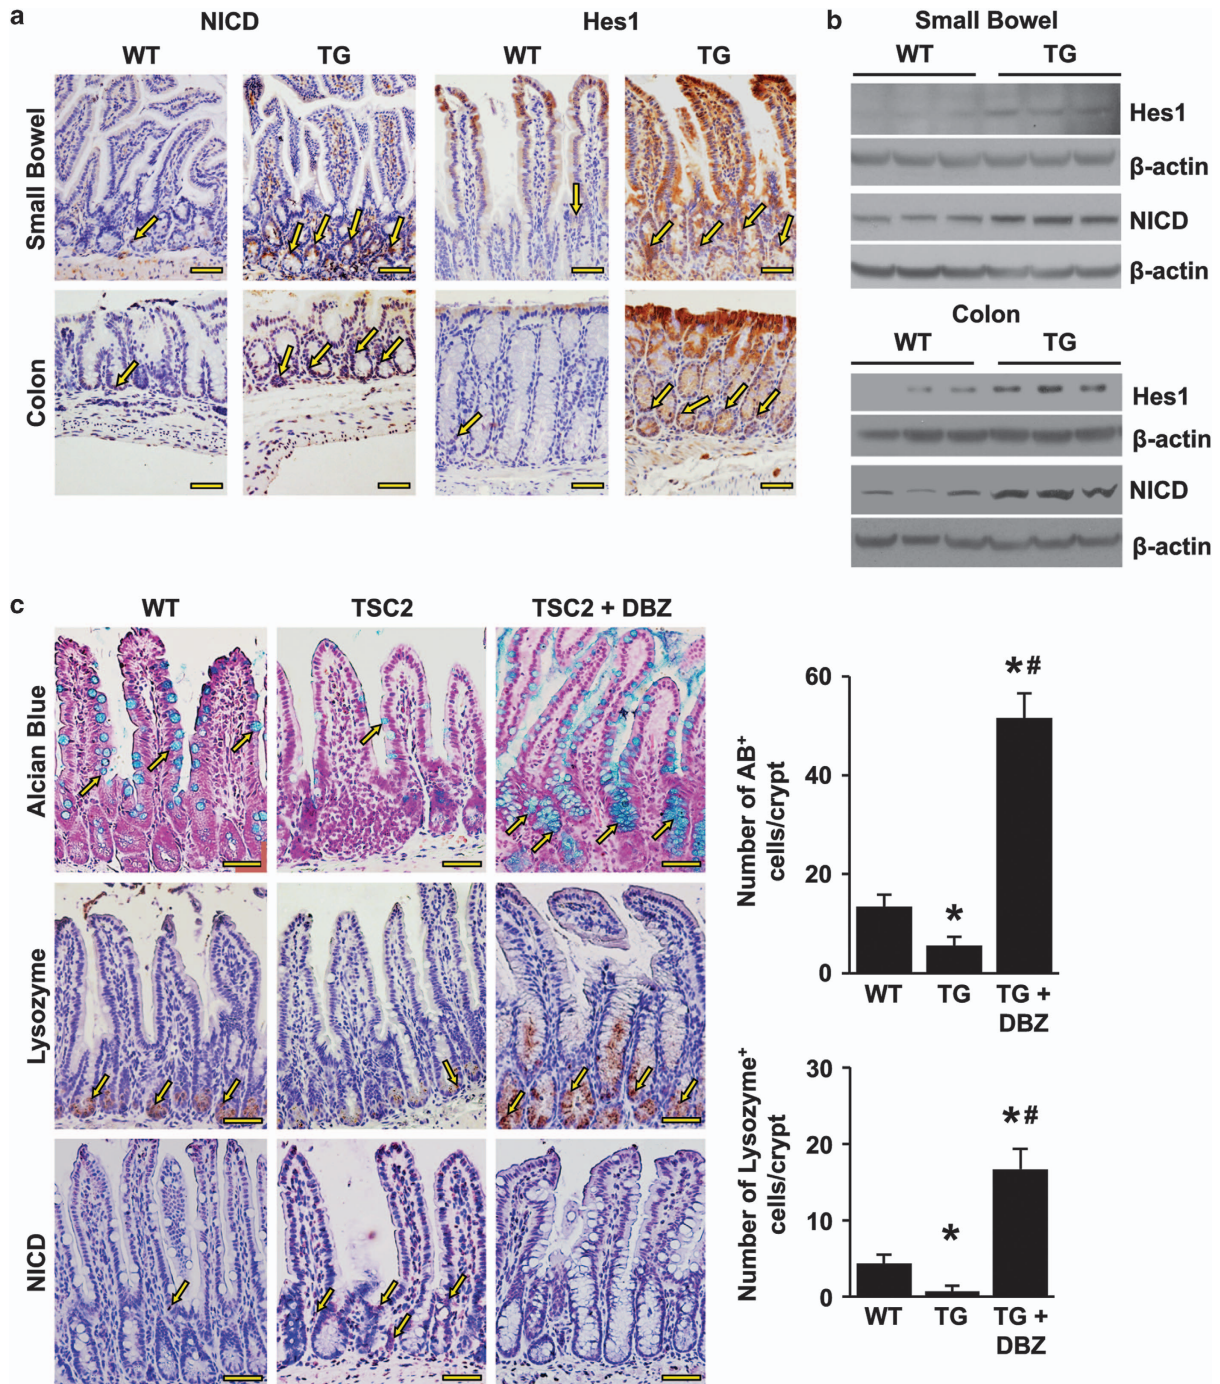 a
NICD
Hes1
WT
TG
WT
TG
Small Bowel
Colon
b
Small Bowel
WT
TG
Hes1
β-actin
NICD
β-actin
Colon
WT
TG
Hes1
β-actin
NICD
β-actin
c
WT
TSC2
TSC2 + DBZ
Alcian Blue
Lysozyme
NICD
Number of AB+
cells/crypt
60
40
20
0
*
*#
WT
TG
TG +
DBZ
Number of Lysozyme+
cells/crypt
30
20
10
0
*
*#
WT
TG
TG +
DBZ